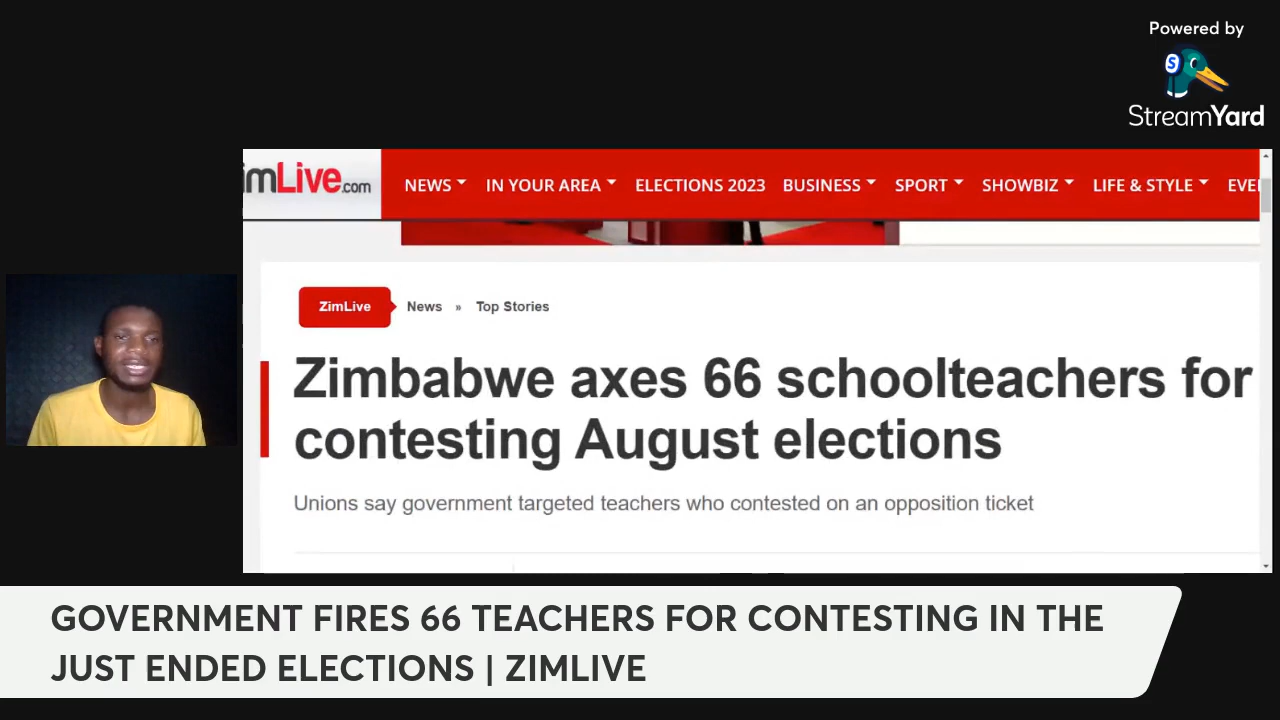 Powered by
S
StreamYard
imLive.com
NEWS
IN YOUR AREA
ELECTIONS 2023
BUSINESS
SPORT
SHOWBIZ
LIFE & STYLE
EVE
ZimLive
News » Top Stories
Zimbabwe axes 66 schoolteachers for
contesting August elections
Unions say government targeted teachers who contested on an opposition ticket
GOVERNMENT FIRES 66 TEACHERS FOR CONTESTING IN THE
JUST ENDED ELECTIONS | ZIMLIVE